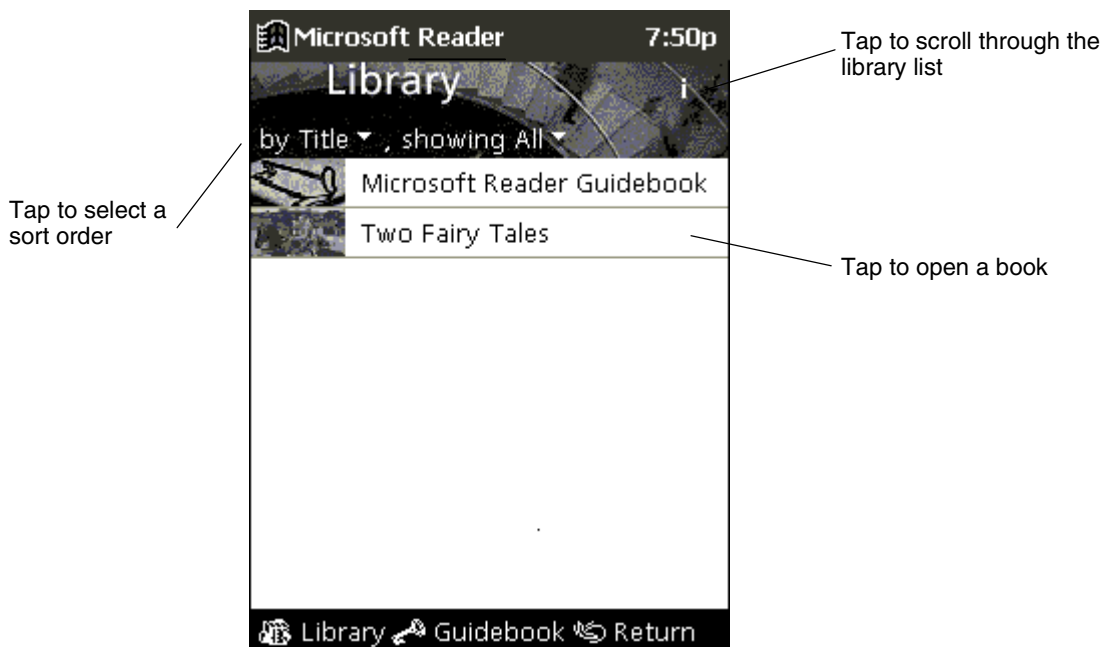 Microsoft Reader 7:50p
Tap to scroll through the
library list
Library i
by Title , showing All
Microsoft Reader Guidebook
Tap to select a
sort order
Two Fairy Tales
Tap to open a book
Library Guidebook Return